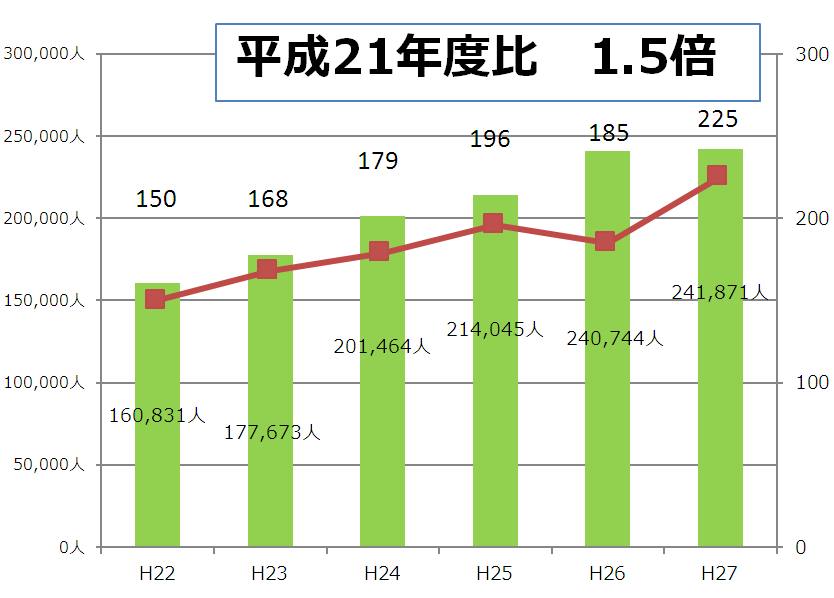 平成21年度比　1.5倍
300,000人
250,000人
200,000人
150,000人
100,000人
50,000人
0人
300
200
100
0
150
168
179
196
185
225
160,831人
177,673人
201,464人
214,045人
240,744人
241,871人
H22
H23
H24
H25
H26
H27